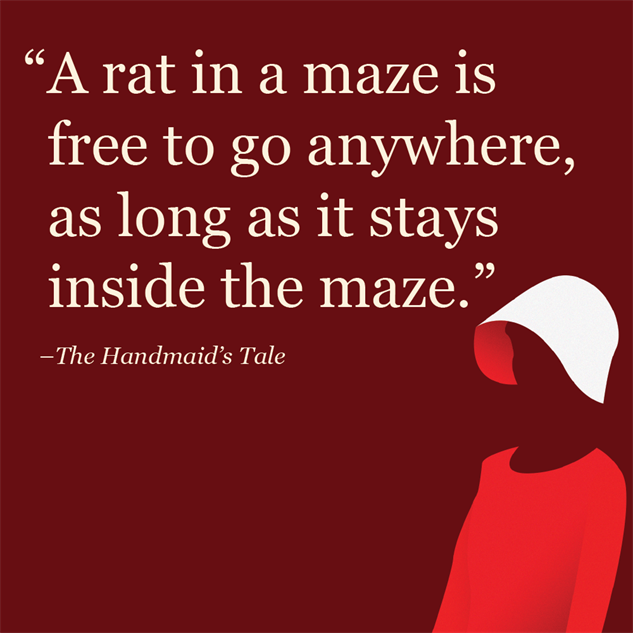 “A rat in a maze is
free to go anywhere,
as long as it stays
inside the maze.”
–The Handmaid’s Tale